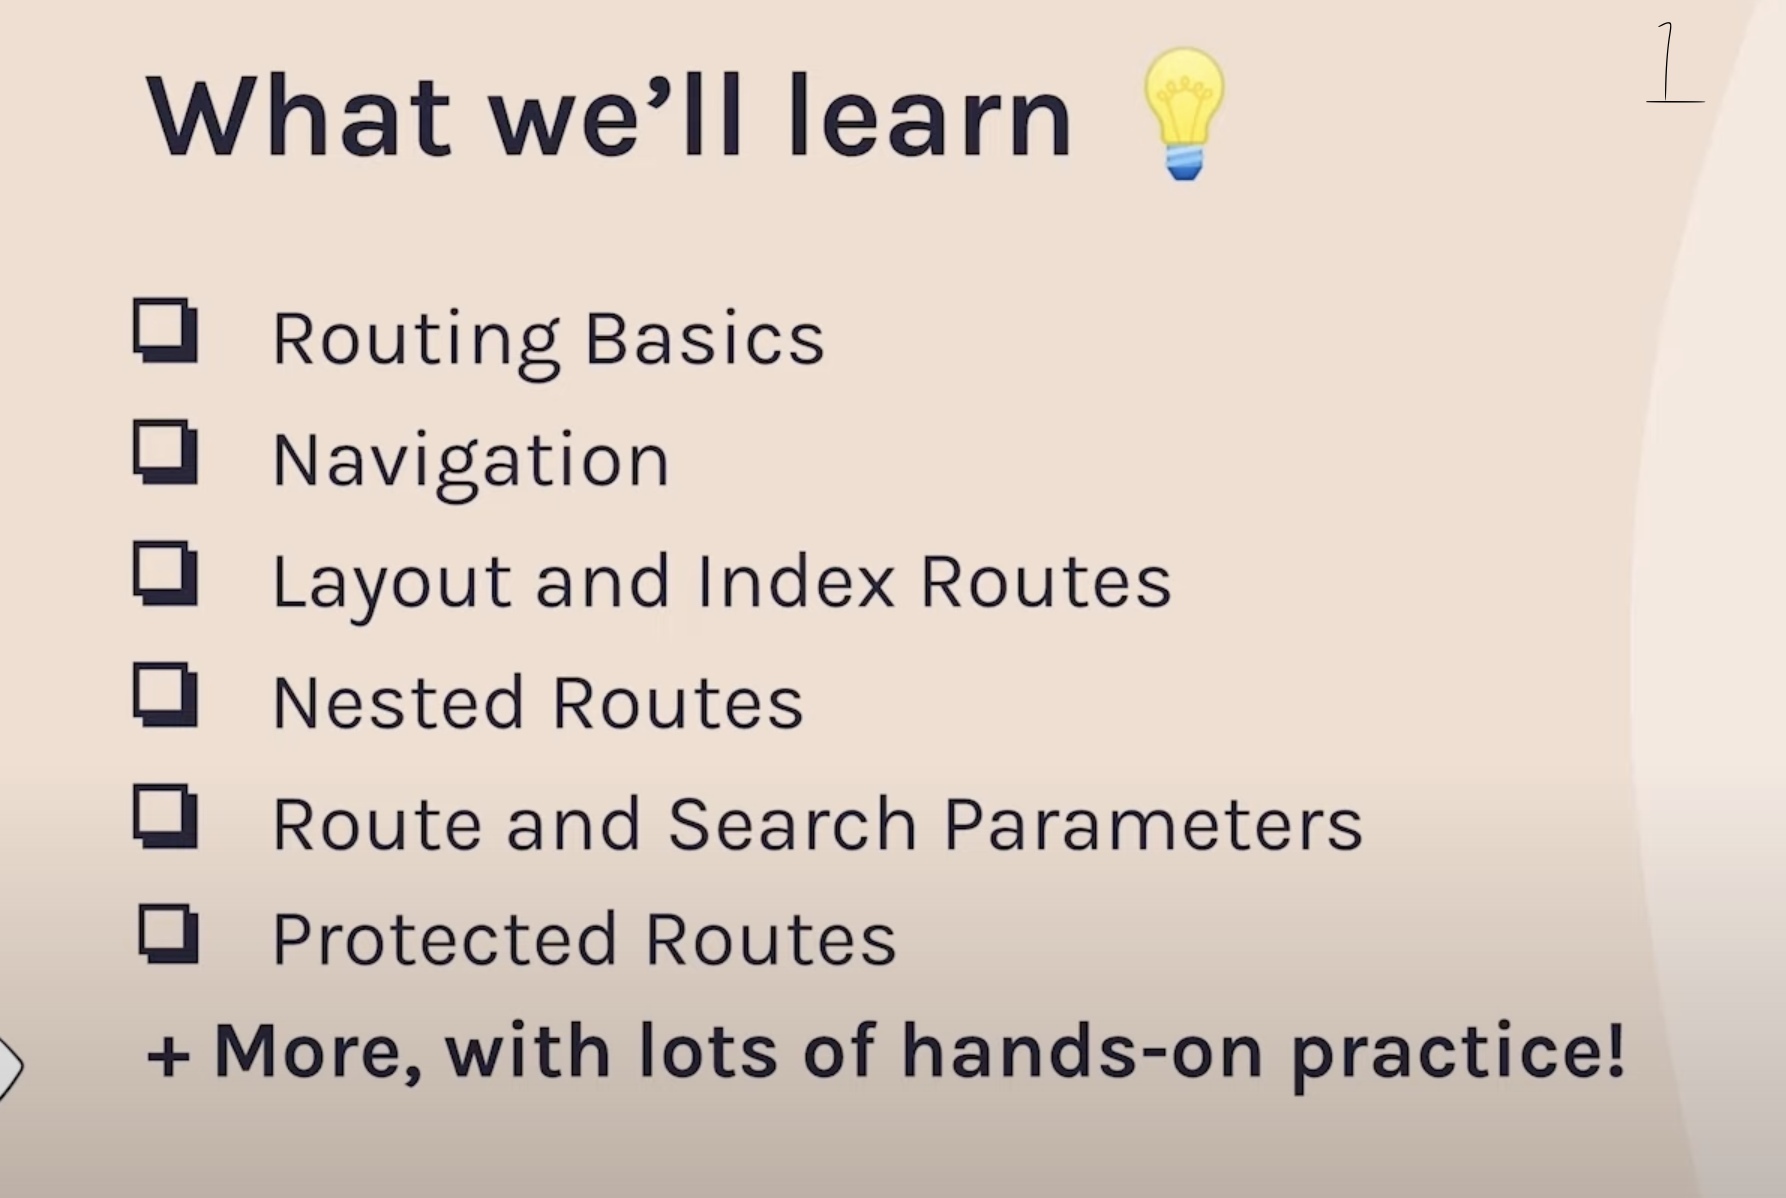 What we’ll learn 💡
1
Routing Basics
Navigation
Layout and Index Routes
Nested Routes
Route and Search Parameters
Protected Routes
+ More, with lots of hands-on practice!